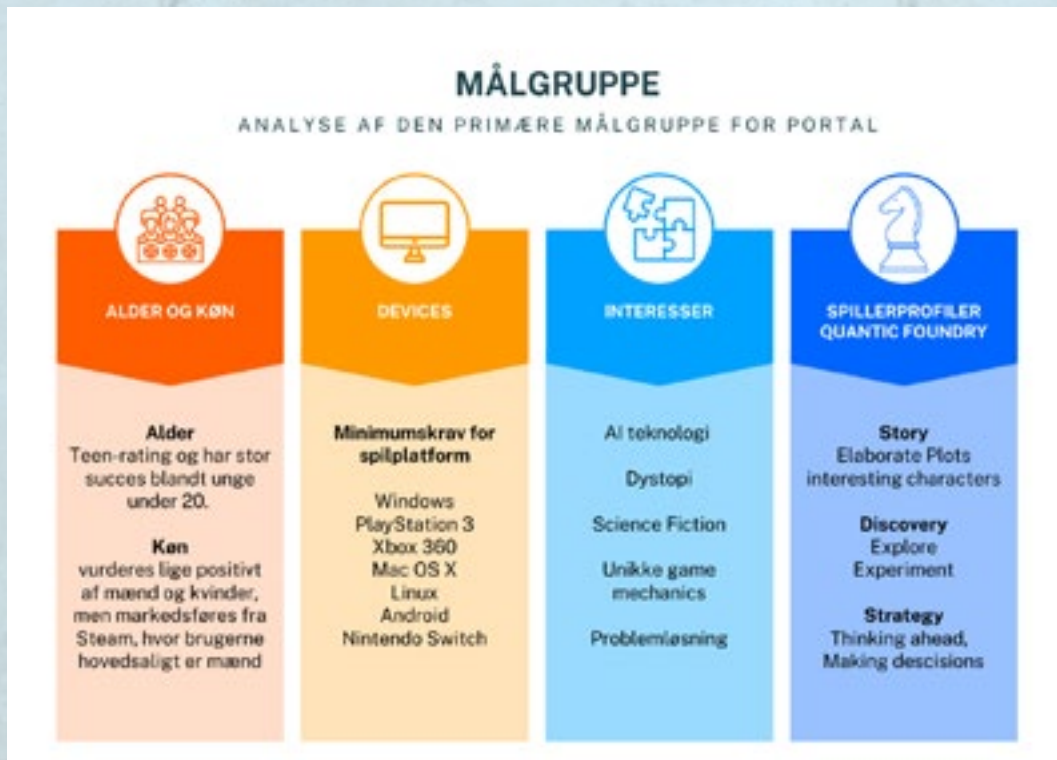 MÅLGRUPPE
ANALYSE AF DEN PRIMÆRE MÅLGRUPPE FOR PORTAL
ALDER OG KØN
Alder
Teen-rating og har stor
succes blandt unge
under 20.
Køn
vurderes lige positivt
af mænd og kvinder,
men markedsføres fra
Steam, hvor brugerne
hovedsaligt er mænd
DEVICES
Minimumskrav for
spilplatform
Windows
PlayStation 3
Xbox 360
Mac OS X
Linux
Android
Nintendo Switch
INTERESSER
AI teknologi
Dystopi
Science Fiction
Unikke game
mechanics
Problemløsning
SPILLERPROFILER
QUANTIC FOUNDRY
Story
Elaborate Plots
interesting characters
Discovery
Explore
Experiment
Strategy
Thinking ahead,
Making descisions